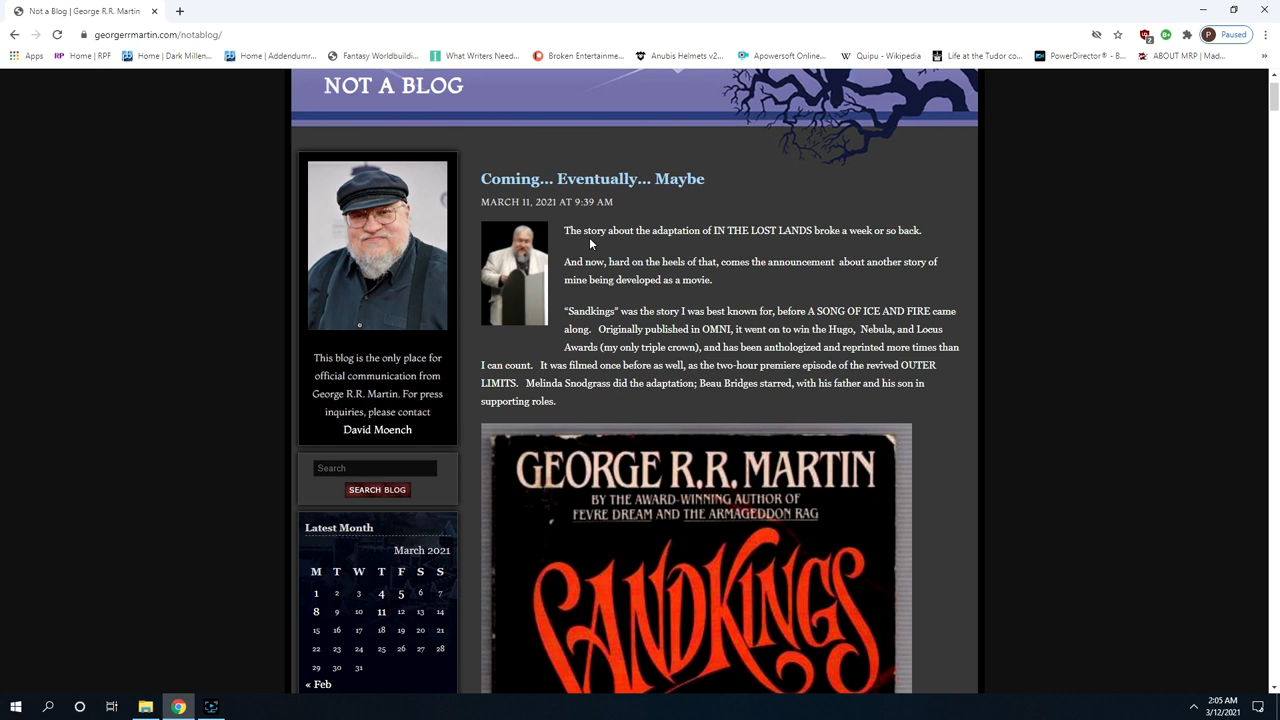 Not a Blog | George R.R. Martin
georgerrmartin.com/notablog/
Paused
Apps
Home | RPF
Home | Dark Millen...
Home | Addendumr...
Fantasy Worldbuildi...
What Writers Need...
Broken Entertainme...
Anubis Helmets v2...
Apowersoft Online...
Quipu - Wikipedia
Life at the Tudor co...
PowerDirector® - B...
ABOUT MRP | Mad...
NOT A BLOG
This blog is the only place for
official communication from
George R.R. Martin. For press
inquiries, please contact
David Moench
Search
SEARCH BLOG
Latest Month
March 2021
M T W T F S S
1 2 3 4 5 6 7
8 9 10 11 12 13 14
15 16 17 18 19 20 21
22 23 24 25 26 27 28
29 30 31
« Feb
Coming... Eventually... Maybe
MARCH 11, 2021 AT 9:39 AM
The story about the adaptation of IN THE LOST LANDS broke a week or so back.
And now, hard on the heels of that, comes the announcement about another story of
mine being developed as a movie.
“Sandkings” was the story I was best known for, before A SONG OF ICE AND FIRE came
along. Originally published in OMNI, it went on to win the Hugo, Nebula, and Locus
Awards (my only triple crown), and has been anthologized and reprinted more times than
I can count. It was filmed once before as well, as the two-hour premiere episode of the revived OUTER
LIMITS. Melinda Snodgrass did the adaptation; Beau Bridges starred, with his father and his son in
supporting roles.
GEORGE R.R. MARTIN
BY THE AWARD-WINNING AUTHOR OF
FEVRE DREAM AND THE ARMAGEDDON RAG
SANDKINGS
2:05 AM
3/12/2021